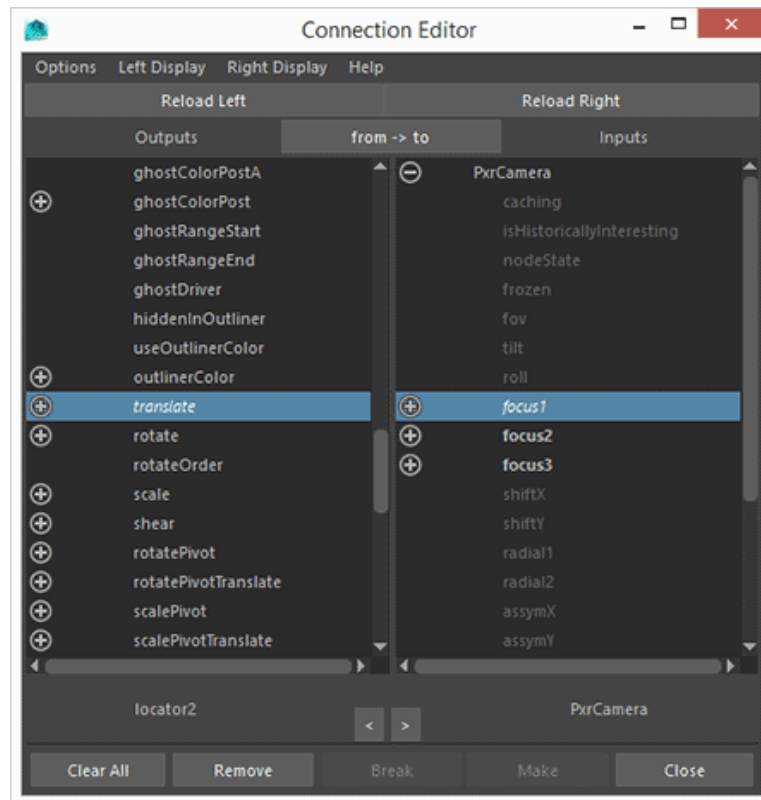 Connection Editor
Options Left Display Right Display Help
Reload Left Reload Right
Outputs from -> to Inputs
ghostColorPostA PxrCamera
ghostColorPost caching
ghostRangeStart isHistoricallyInteresting
ghostRangeEnd nodeState
ghostDriver frozen
hiddenInOutliner fov
useOutlinerColor tilt
outlinerColor roll
translate focus1
rotate focus2
rotateOrder focus3
scale shiftX
shear shiftY
rotatePivot radial1
rotatePivotTranslate radial2
scalePivot assymX
scalePivotTranslate assymY
locator2 < > PxrCamera
Clear All Remove Break Make Close